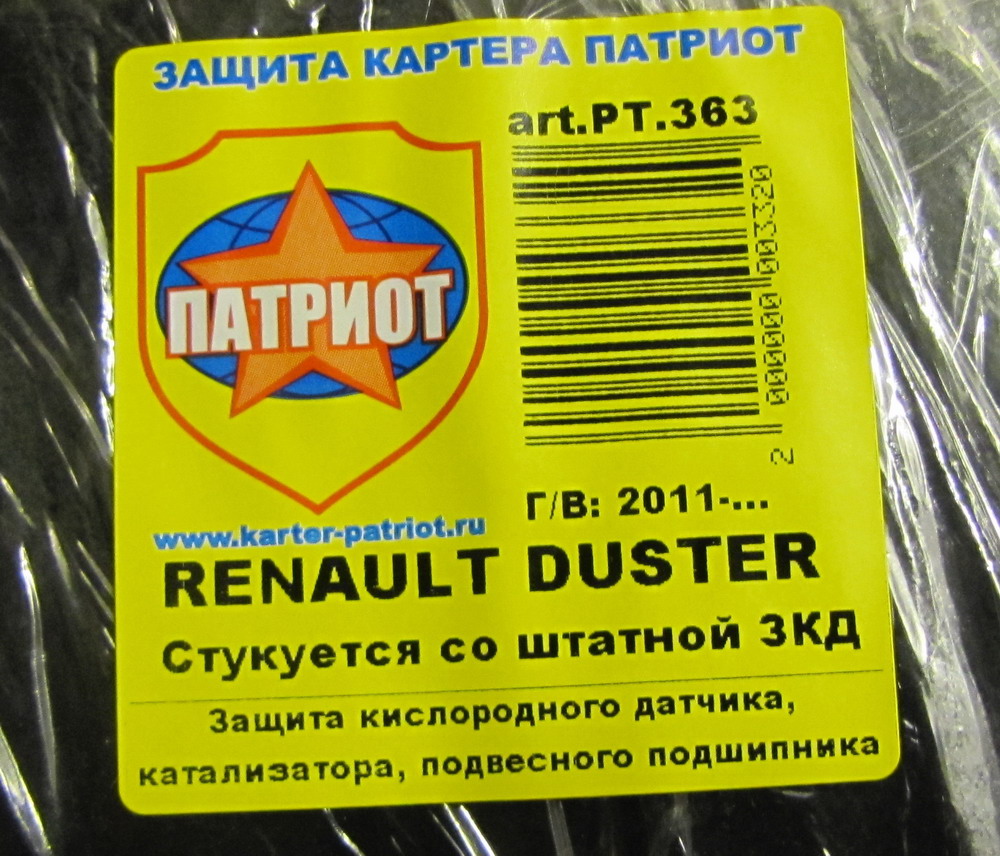 ЗАЩИТА КАРТЕРА ПАТРИОТ
art.PT.363
ПАТРИОТ
2 000000 003320
Г/В: 2011-...
www.karter-patriot.ru
RENAULT DUSTER
Стукуется со штатной ЗКД
Защита кислородного датчика,
катализатора, подвесного подшипника